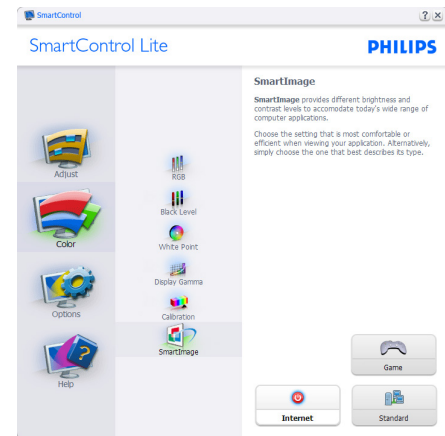 SmartControl
SmartControl Lite
PHILIPS
Adjust
Color
Options
Help
RGB
Black Level
White Point
Display Gamma
Calibration
SmartImage
SmartImage
SmartImage provides different brightness and
contrast levels to accomodate today's wide range of
computer applications.
Choose the setting that is most comfortable or
efficient when viewing your application. Alternatively,
simply choose the one that best describes its type.
Game
Internet
Standard